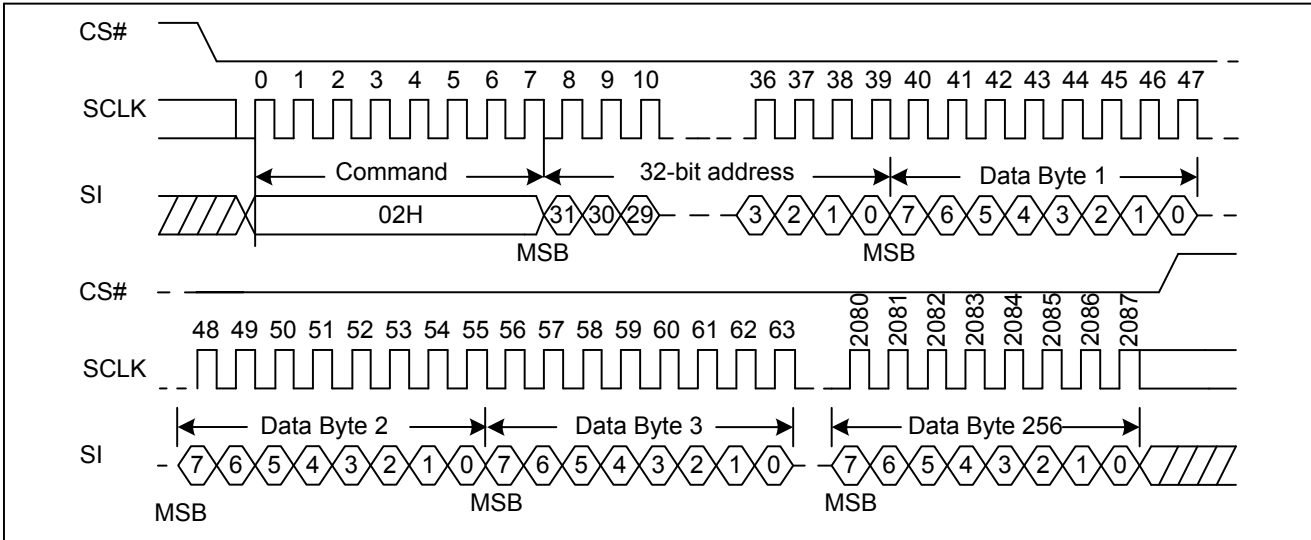 CS#
0 1 2 3 4 5 6 7 8 9 10 36 37 38 39 40 41 42 43 44 45 46 47
SCLK
Command 32-bit address Data Byte 1
SI
02H 31 30 29 3 2 1 0 7 6 5 4 3 2 1 0
MSB MSB
CS#
48 49 50 51 52 53 54 55 56 57 58 59 60 61 62 63 2080 2081 2082 2083 2084 2085 2086 2087
SCLK
Data Byte 2 Data Byte 3 Data Byte 256
SI
7 6 5 4 3 2 1 0 7 6 5 4 3 2 1 0 7 6 5 4 3 2 1 0
MSB MSB MSB